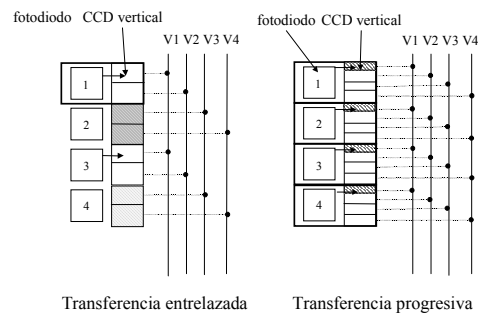 fotodiodo CCD vertical
V1 V2 V3 V4
1
2
3
4
Transferencia entrelazada
fotodiodo CCD vertical
V1 V2 V3 V4
1
2
3
4
Transferencia progresiva